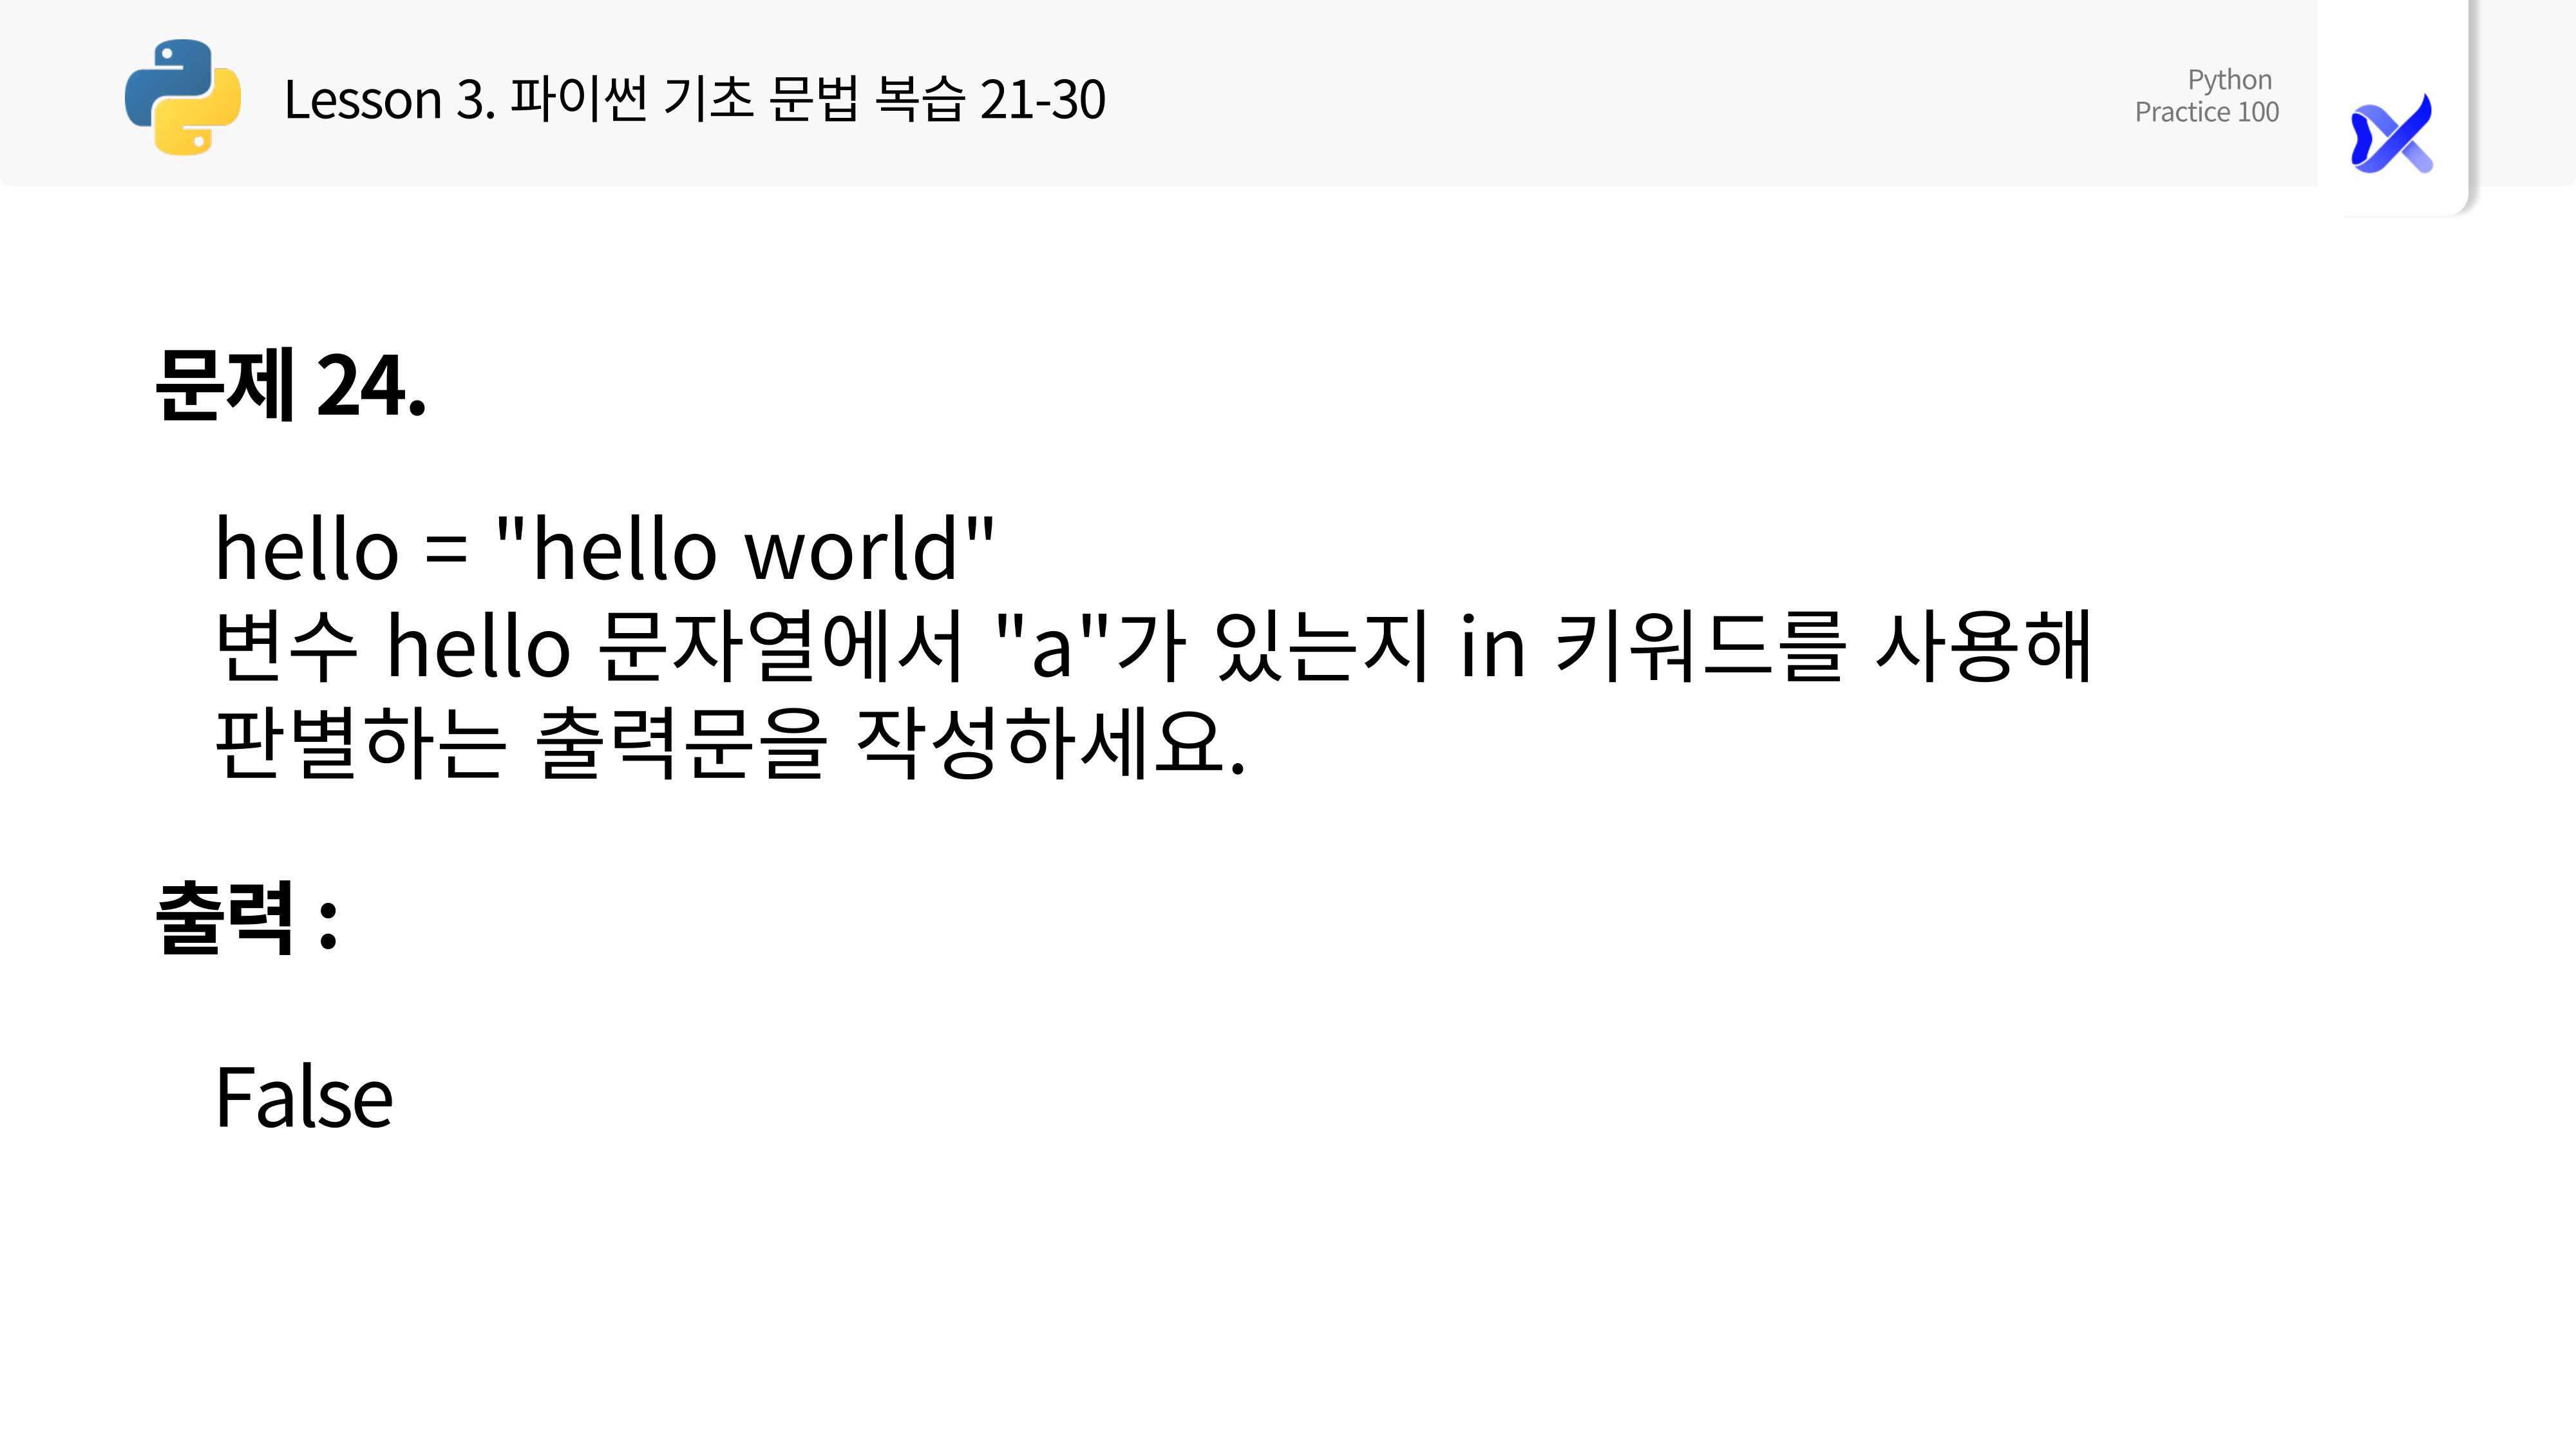 Lesson 3. 파이썬 기초 문법 복습 21-30
Python
Practice 100
문제 24.
hello = "hello world"
변수 hello 문자열에서 "a"가 있는지 in 키워드를 사용해
판별하는 출력문을 작성하세요.
출력 :
False